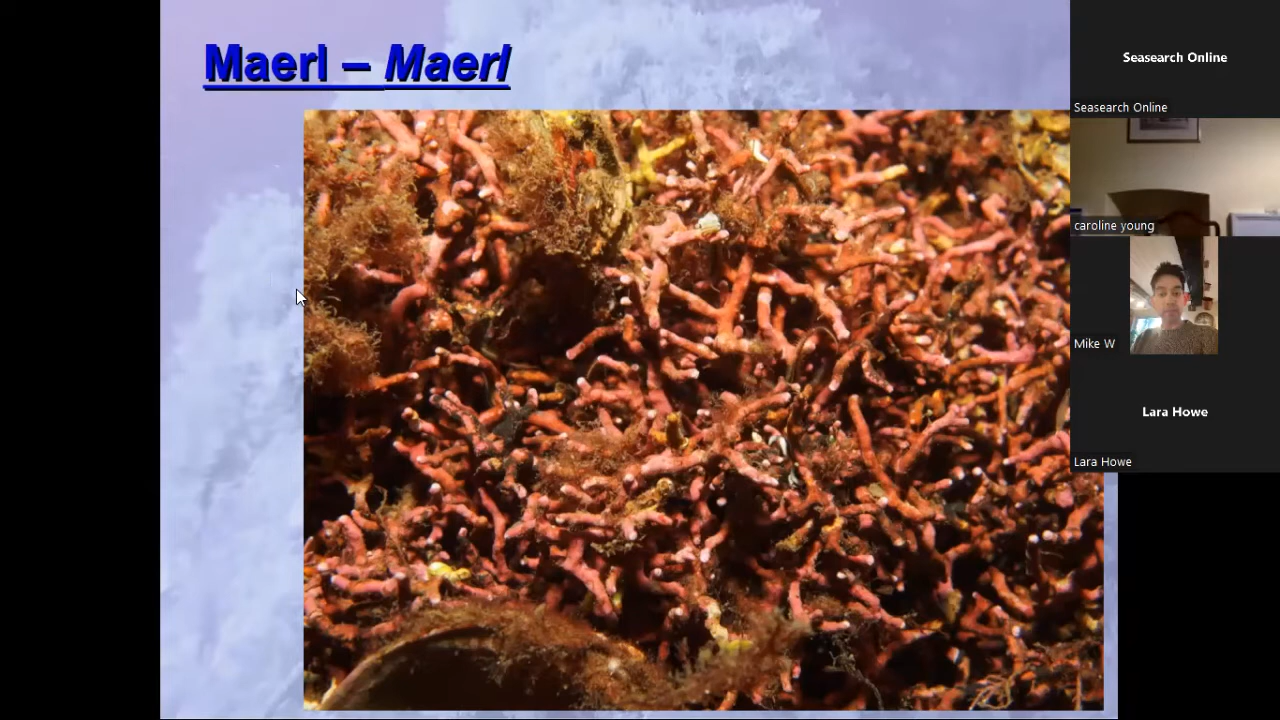 Maerl – Maerl
Seasearch Online
Seasearch Online
caroline young
Mike W
Lara Howe
Lara Howe